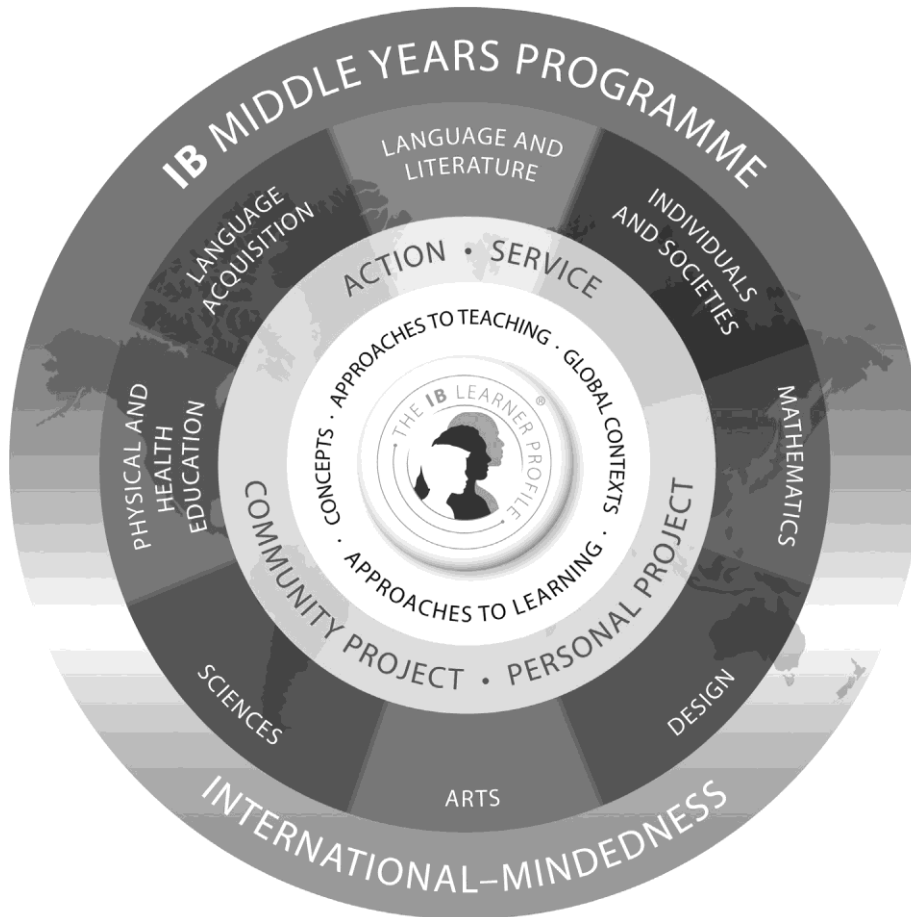 IB MIDDLE YEARS PROGRAMME
LANGUAGE AND
LITERATURE
INDIVIDUALS
AND SOCIETIES
MATHEMATICS
DESIGN
ARTS
SCIENCES
PHYSICAL AND
HEALTH
EDUCATION
LANGUAGE
ACQUISITION
ACTION • SERVICE
COMMUNITY PROJECT • PERSONAL PROJECT
CONCEPTS • APPROACHES TO TEACHING • GLOBAL CONTEXTS •
APPROACHES TO LEARNING •
• THE IB LEARNER PROFILE • ®
INTERNATIONAL–MINDEDNESS